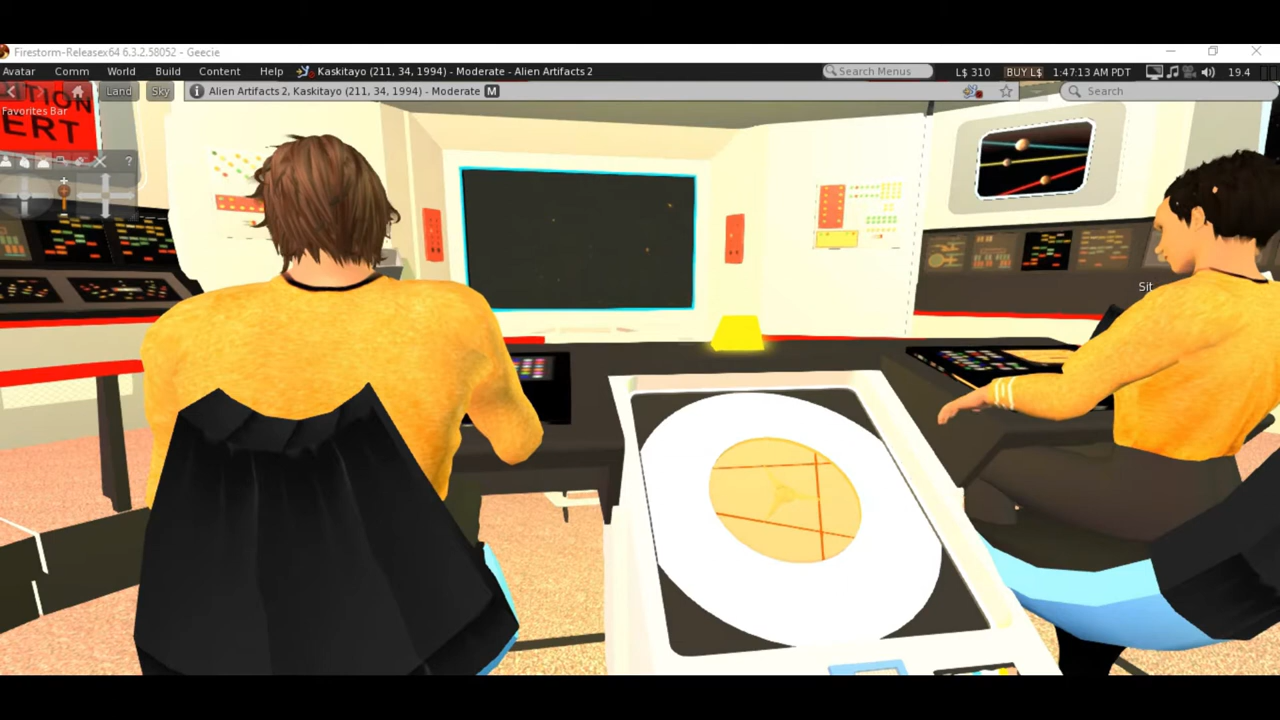 Firestorm-Releasex64 6.3.2.58052 - Geecie
Avatar Comm World Build Content Help Kaskitayo (211, 34, 1994) - Moderate - Alien Artifacts 2 Search Menus L$ 310 BUY L$ 1:47:13 AM PDT 19.4
Land Sky Alien Artifacts 2, Kaskitayo (211, 34, 1994) - Moderate M Search
Favorites Bar
ERT
?
Sit